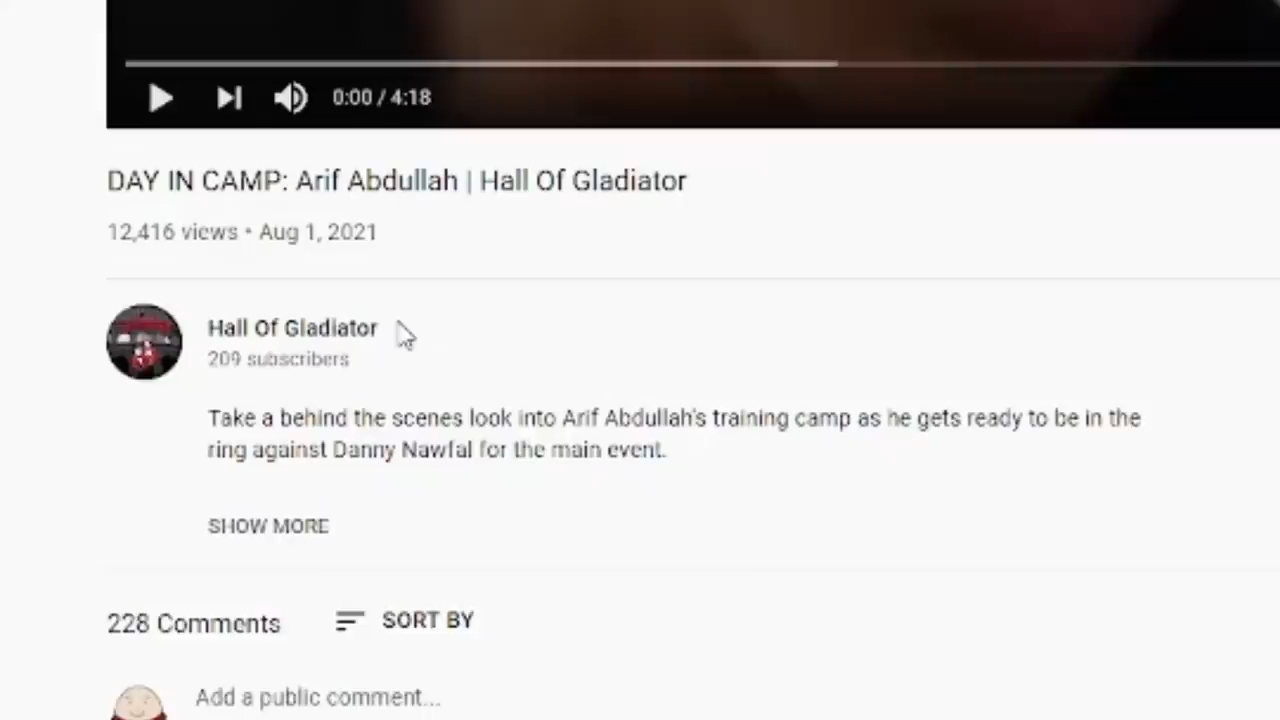 0:00 / 4:18
DAY IN CAMP: Arif Abdullah | Hall Of Gladiator
12,416 views • Aug 1, 2021
Hall Of Gladiator
209 subscribers
Take a behind the scenes look into Arif Abdullah's training camp as he gets ready to be in the
ring against Danny Nawfal for the main event.
SHOW MORE
228 Comments SORT BY
Add a public comment...